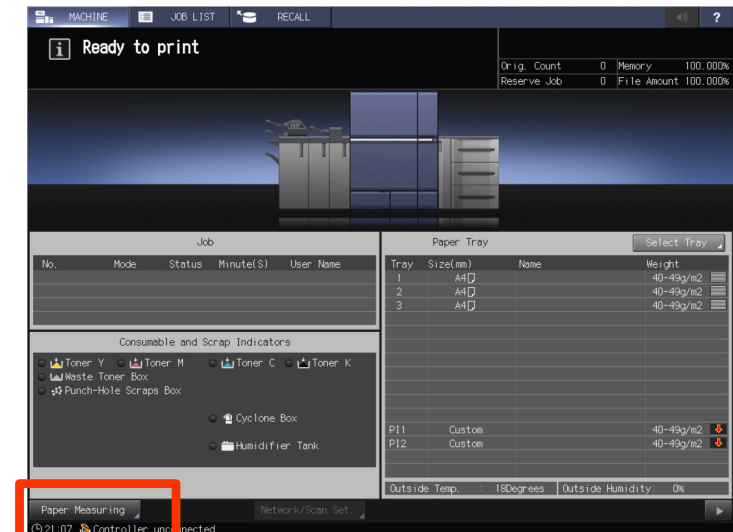 MACHINE JOB LIST RECALL ?
i Ready to print
Orig. Count 0 Memory 100.000%
Reserve Job 0 File Amount 100.000%
Job
No. Mode Status Minute(S) User Name
Consumable and Scrap Indicators
Toner Y Toner M Toner C Toner K
Waste Toner Box
Punch-Hole Scraps Box
Cyclone Box
Humidifier Tank
Paper Tray Select Tray
Tray Size(mm) Name Weight
1 A4 40-49g/m2
2 A4 40-49g/m2
3 A4 40-49g/m2
PI1 Custom 40-49g/m2
PI2 Custom 40-49g/m2
Outside Temp. : 18Degrees Outside Humidity: 0%
Paper Measuring Network/Scan Set.
21:07 Controller unconnected